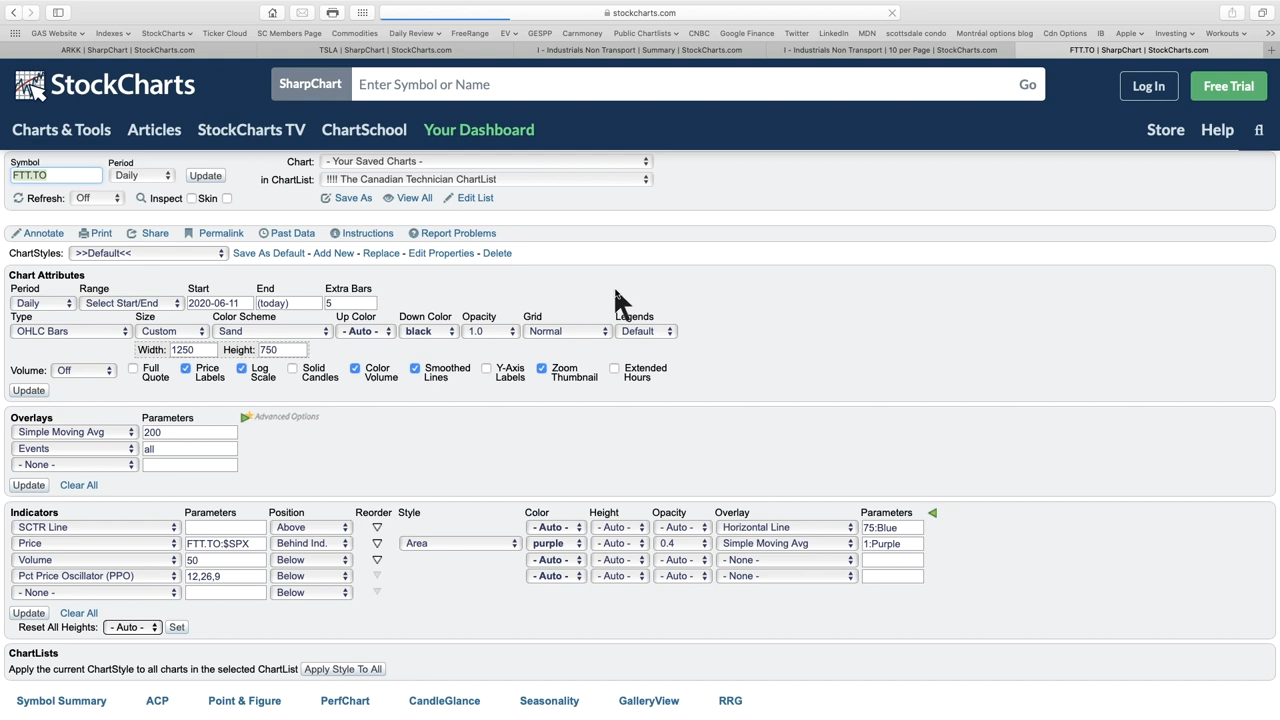 stockcharts.com
GAS Website Indexes StockCharts Ticker Cloud SC Members Page Commodities Daily Review FreeRange EV GESPP Carmmoney Public Chartlists CNBC Google Finance Twitter LinkedIn MDN scottsdale condo Montréal options blog Cdn Options IB Apple Investing Workouts >>
ARKK | SharpChart | StockCharts.com TSLA | SharpChart | StockCharts.com I - Industrials Non Transport | Summary | StockCharts.com I - Industrials Non Transport | 10 per Page | StockCharts.com FTT.TO | SharpChart | StockCharts.com +
StockCharts SharpChart Enter Symbol or Name Go Log In Free Trial
Charts & Tools Articles StockCharts TV ChartSchool Your Dashboard Store Help
Symbol Period Chart: - Your Saved Charts -
FTT.TO Daily Update in ChartList: !!!! The Canadian Technician ChartList
Refresh: Off Inspect Skin Save As View All Edit List
Annotate Print Share Permalink Past Data Instructions Report Problems
ChartStyles: >>Default<< Save As Default - Add New - Replace - Edit Properties - Delete
Chart Attributes
Period Range Start End Extra Bars
Daily Select Start/End 2020-06-11 (today) 5
Type Size Color Scheme Up Color Down Color Opacity Grid Legends
OHLC Bars Custom Sand - Auto - black 1.0 Normal Default
Width: 1250 Height: 750
Volume: Off Full Quote Price Labels Log Scale Solid Candles Color Volume Smoothed Lines Y-Axis Labels Zoom Thumbnail Extended Hours
Update
Overlays Parameters Advanced Options
Simple Moving Avg 200
Events all
- None -
Update Clear All
Indicators Parameters Position Reorder Style Color Height Opacity Overlay Parameters
SCTR Line Above - Auto - - Auto - - Auto - Horizontal Line 75:Blue
Price FTT.TO:$SPX Behind Ind. Area purple - Auto - 0.4 Simple Moving Avg 1:Purple
Volume 50 Below - Auto - - Auto - - Auto - - None -
Pct Price Oscillator (PPO) 12,26,9 Below - Auto - - Auto - - Auto - - None -
- None - Below
Update Clear All
Reset All Heights: - Auto - Set
ChartLists
Apply the current ChartStyle to all charts in the selected ChartList Apply Style To All
Symbol Summary ACP Point & Figure PerfChart CandleGlance Seasonality GalleryView RRG